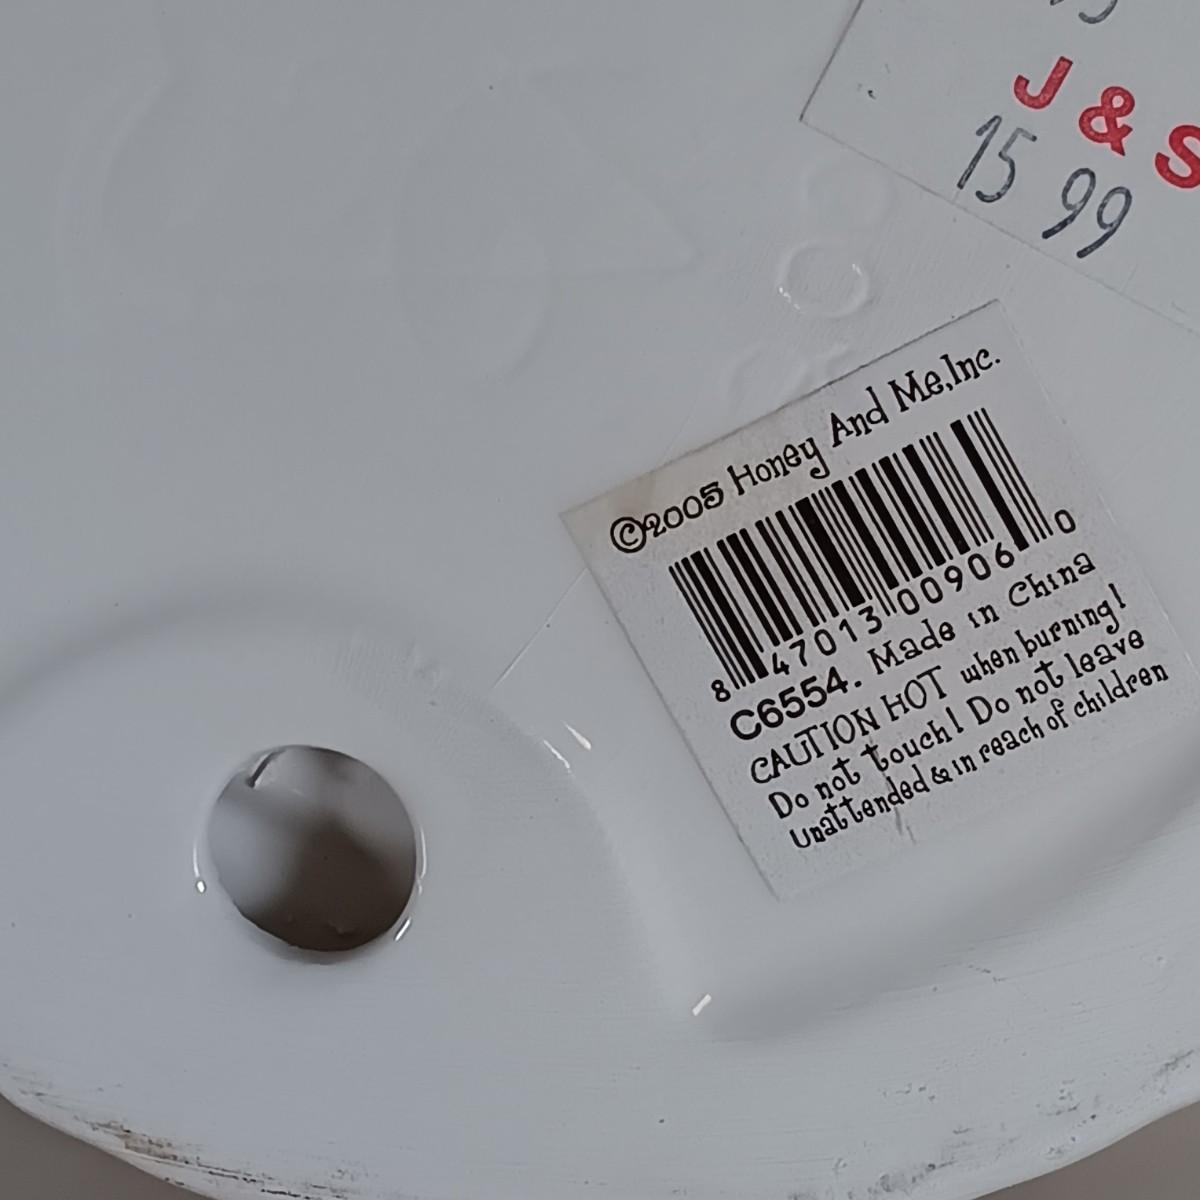 J & S
15 99
©2005 Honey And Me,Inc.
8 47013 00906 0
C6554. Made in China
CAUTION HOT when burning!
Do not touch! Do not leave
Unattended & in reach of children